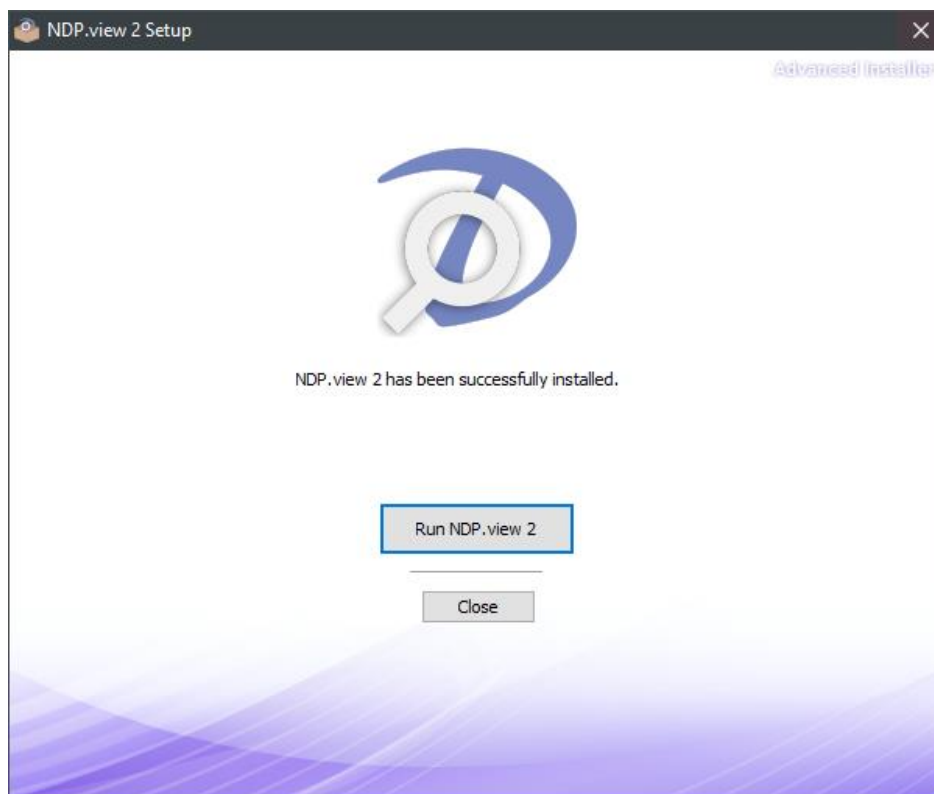 NDP.view 2 Setup
Advanced Installer
NDP.view 2 has been successfully installed.
Run NDP.view 2
Close